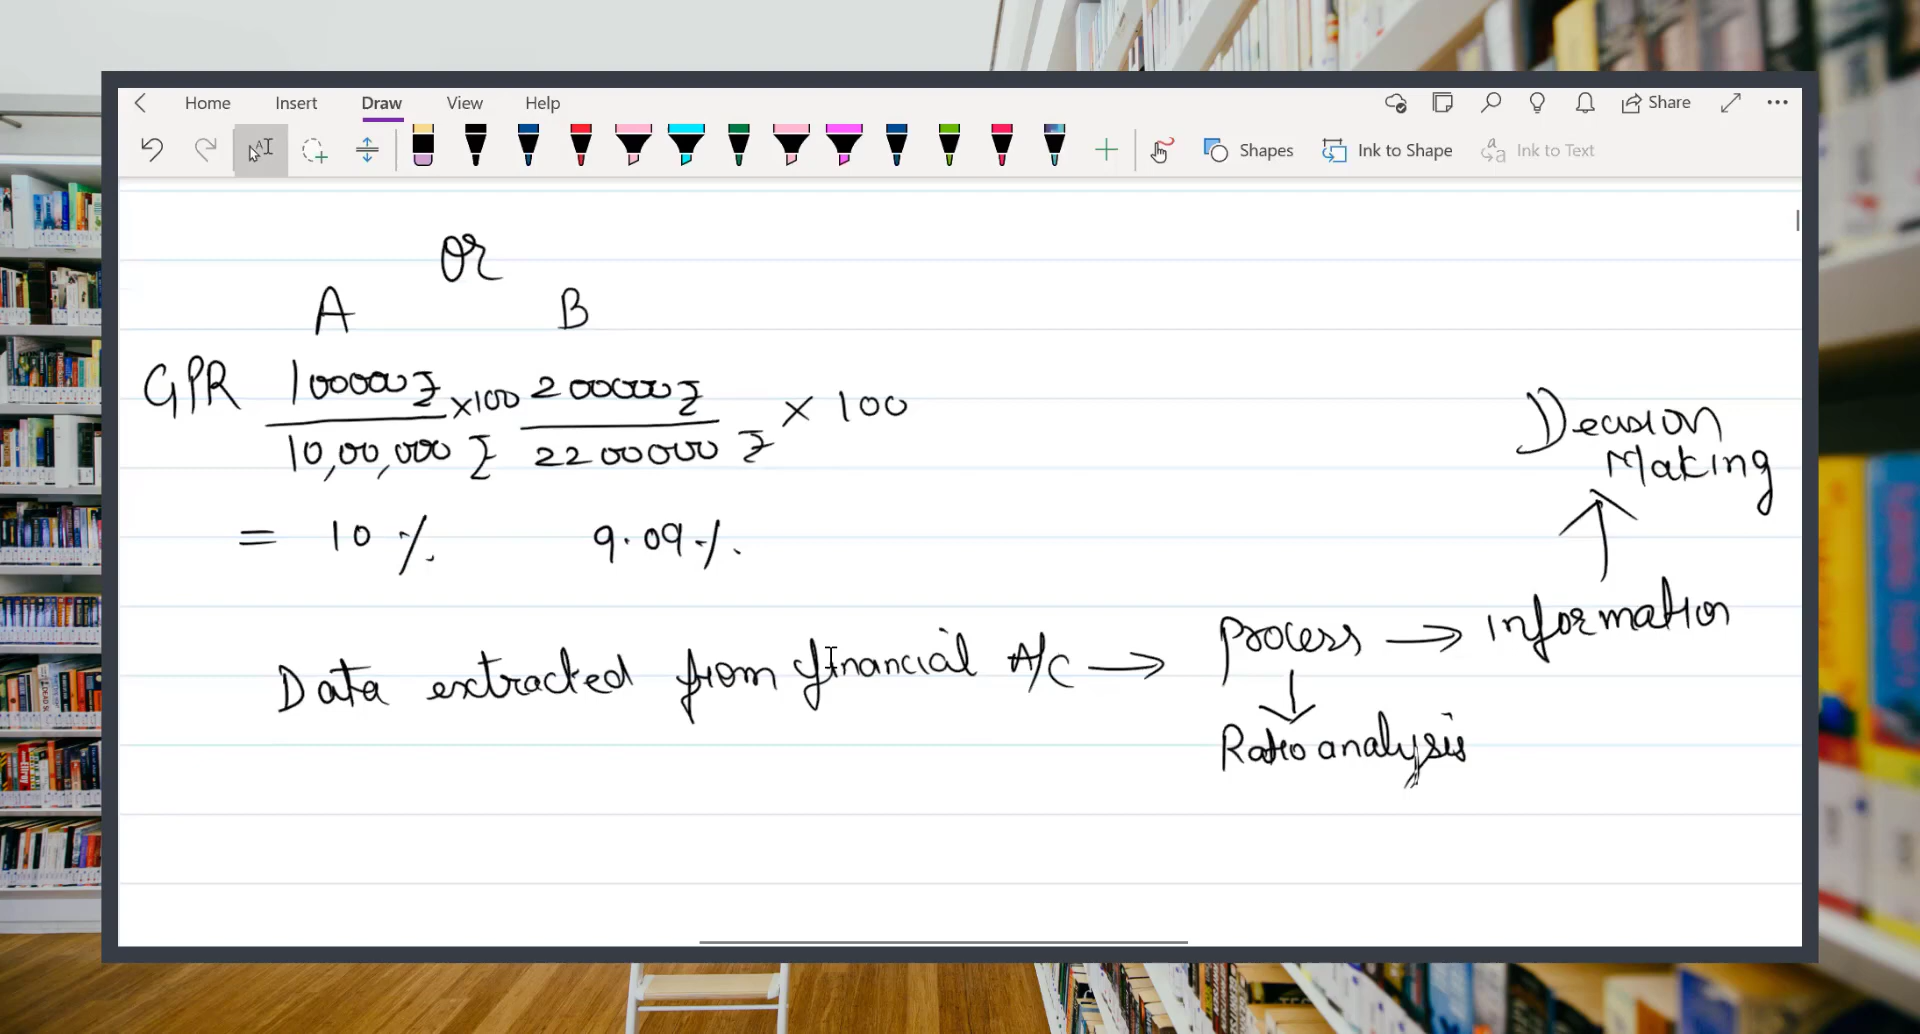 Home Insert Draw View Help Share
Shapes Ink to Shape Ink to Text
or
A B
GPR 100000 ₹ ×100 200000 ₹ × 100
10,00,000 ₹ 2200000 ₹
= 10 % 9.09 %.
Decision
Making
Data extracted from financial A/C → process → information
Ratio analysis